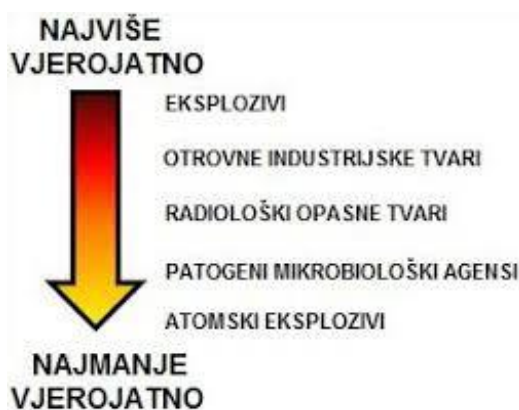 NAJVIŠE
VJEROJATNO
EKSPLOZIVI
OTROVNE INDUSTRIJSKE TVARI
RADIOLOŠKI OPASNE TVARI
PATOGENI MIKROBIOLOŠKI AGENSI
ATOMSKI EKSPLOZIVI
NAJMANJE
VJEROJATNO